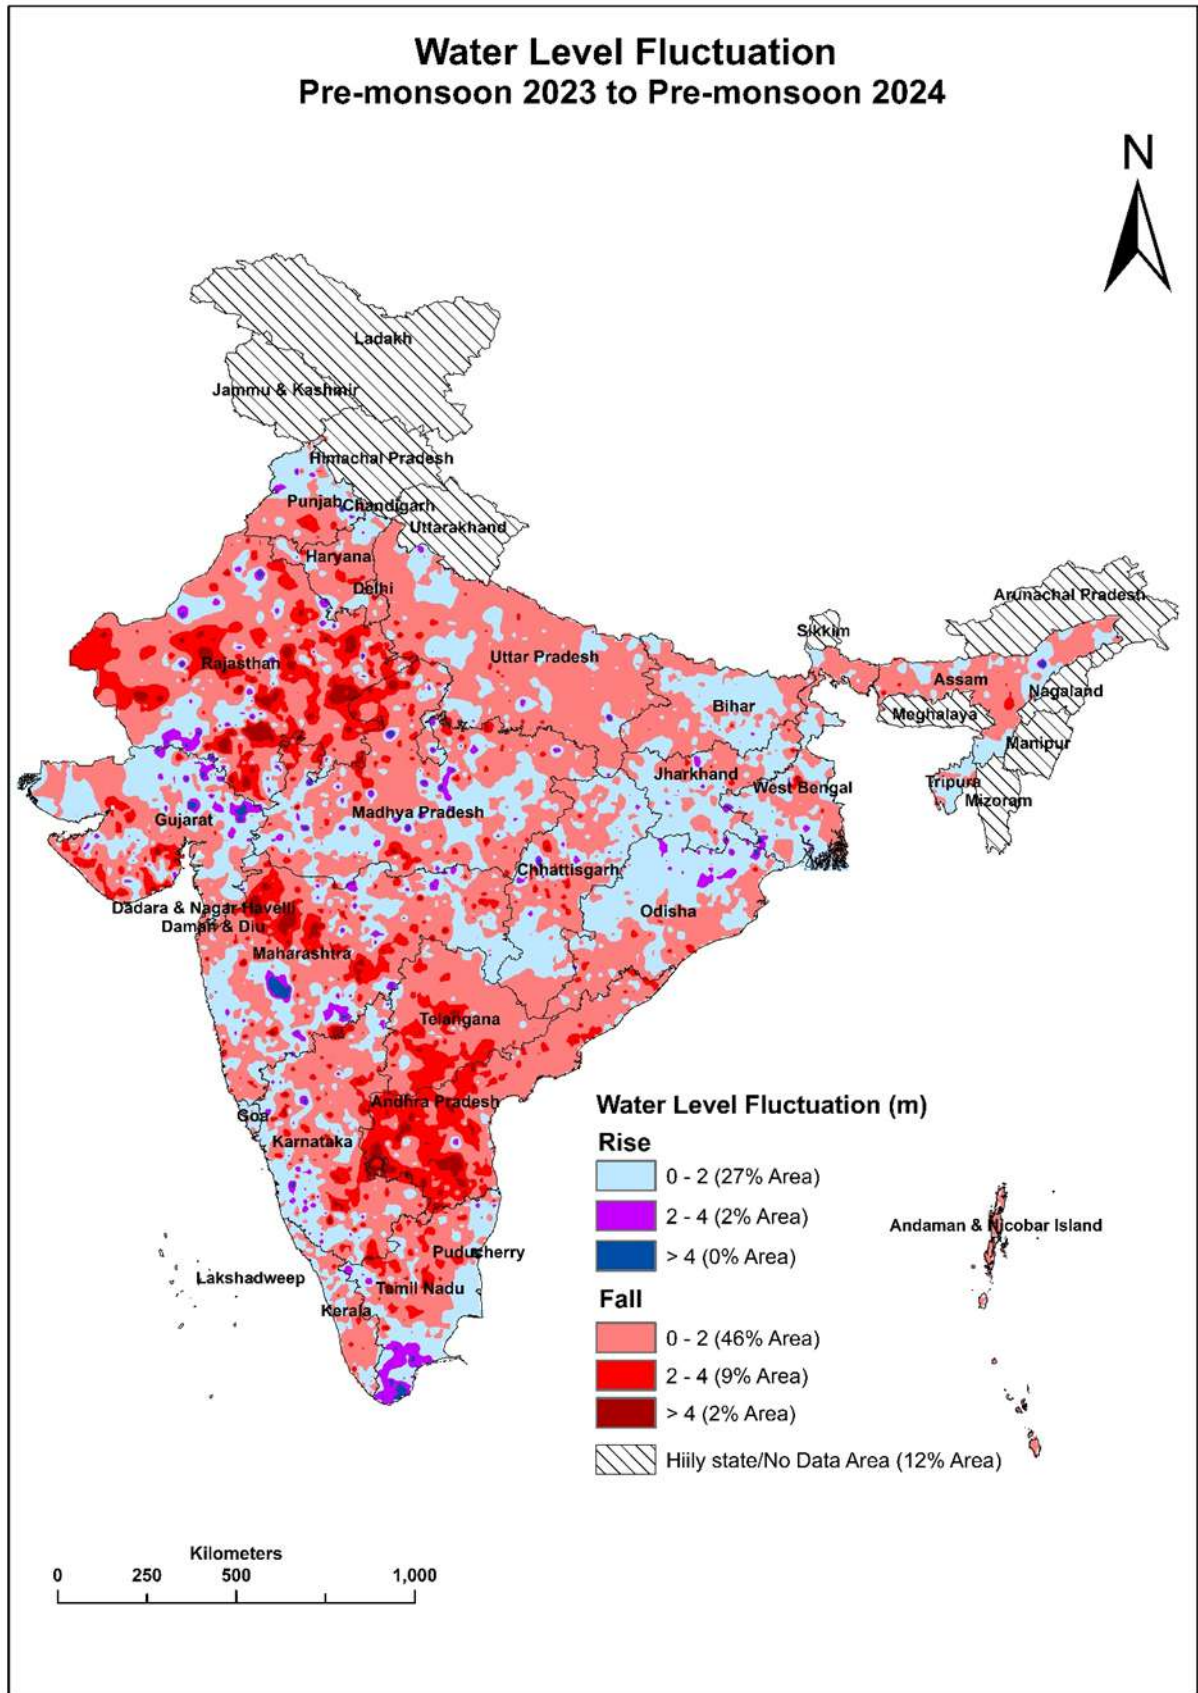 Water Level Fluctuation
Pre-monsoon 2023 to Pre-monsoon 2024
N
Ladakh
Jammu & Kashmir
Himachal Pradesh
Punjab
Chandigarh
Uttarakhand
Haryana
Delhi
Arunachal Pradesh
Sikkim
Rajasthan
Uttar Pradesh
Assam
Nagaland
Bihar
Meghalaya
Manipur
Jharkhand
Tripura
West Bengal
Mizoram
Madhya Pradesh
Gujarat
Chhattisgarh
Dadara & Nagar Havelli
Odisha
Daman & Diu
Maharashtra
Telangana
Andhra Pradesh
Goa
Karnataka
Puducherry
Andaman & Nicobar Island
Lakshadweep
Tamil Nadu
Kerala
Water Level Fluctuation (m)
Rise
0 - 2 (27% Area)
2 - 4 (2% Area)
> 4 (0% Area)
Fall
0 - 2 (46% Area)
2 - 4 (9% Area)
> 4 (2% Area)
Hiily state/No Data Area (12% Area)
Kilometers
0 250 500 1,000